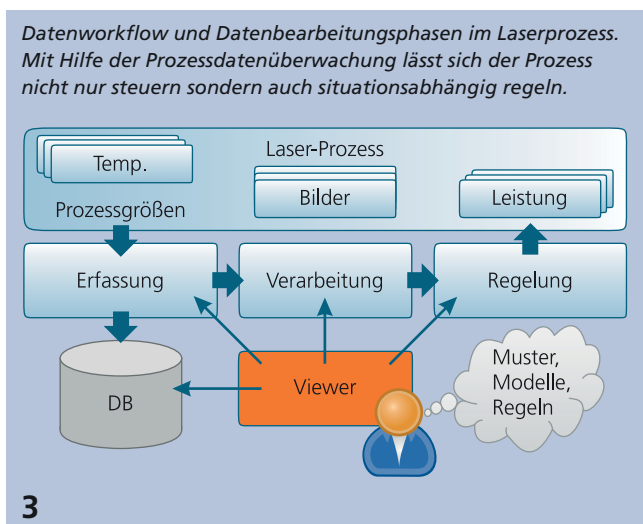 Datenworkflow und Datenbearbeitungsphasen im Laserprozess.
Mit Hilfe der Prozessdatenüberwachung lässt sich der Prozess
nicht nur steuern sondern auch situationsabhängig regeln.
Laser-Prozess
Temp.
Bilder
Leistung
Prozessgrößen
Erfassung
Verarbeitung
Regelung
DB
Viewer
Muster,
Modelle,
Regeln
3